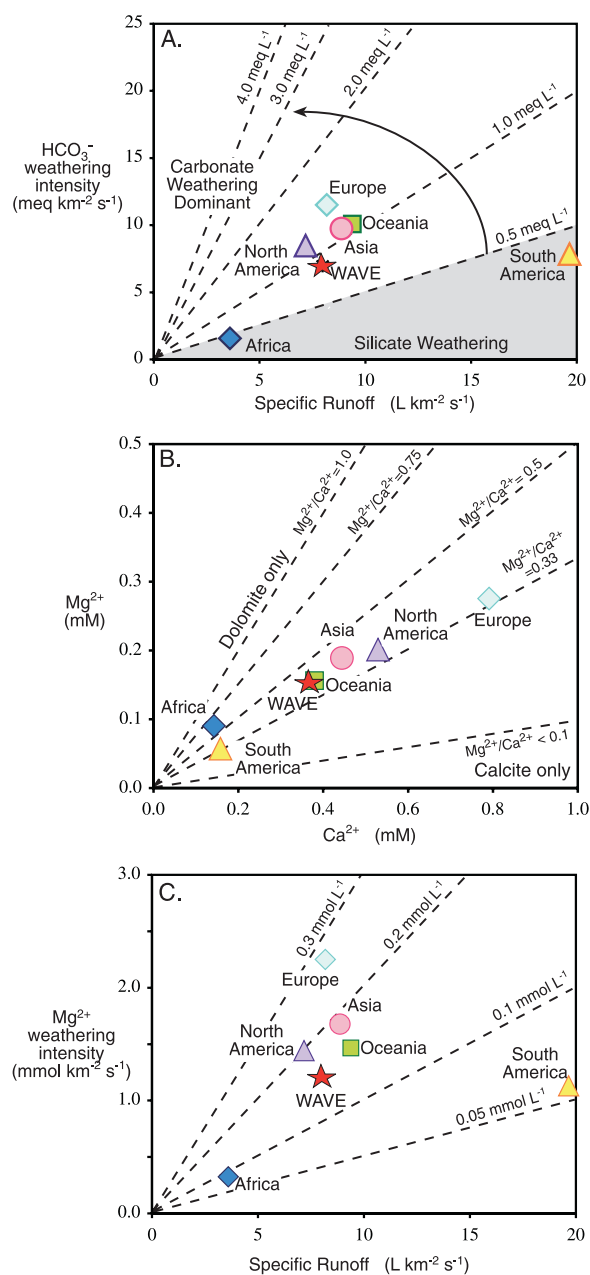 A.
25
20
15
10
5
0
HCO₃⁻
weathering
intensity
(meq km⁻² s⁻¹)
4.0 meq L⁻¹
3.0 meq L⁻¹
2.0 meq L⁻¹
1.0 meq L⁻¹
0.5 meq L⁻¹
Carbonate
Weathering
Dominant
Europe
Oceania
Asia
North
America
WAVE
South
America
Africa
Silicate Weathering
0 5 10 15 20
Specific Runoff (L km⁻² s⁻¹)
B.
0.5
0.4
0.3
0.2
0.1
0.0
Mg²⁺
(mM)
Mg²⁺/Ca²⁺=1.0
Mg²⁺/Ca²⁺=0.75
Mg²⁺/Ca²⁺= 0.5
Mg²⁺/Ca²⁺
=0.33
Mg²⁺/Ca²⁺ < 0.1
Dolomite only
Calcite only
Asia
North
America
Europe
WAVE
Oceania
Africa
South
America
0.0 0.2 0.4 0.6 0.8 1.0
Ca²⁺ (mM)
C.
3.0
2.0
1.0
0.0
Mg²⁺
weathering
intensity
(mmol km⁻² s⁻¹)
0.3 mmol L⁻¹
0.2 mmol L⁻¹
0.1 mmol L⁻¹
0.05 mmol L⁻¹
Europe
Asia
North
America
Oceania
WAVE
South
America
Africa
0 5 10 15 20
Specific Runoff (L km⁻² s⁻¹)